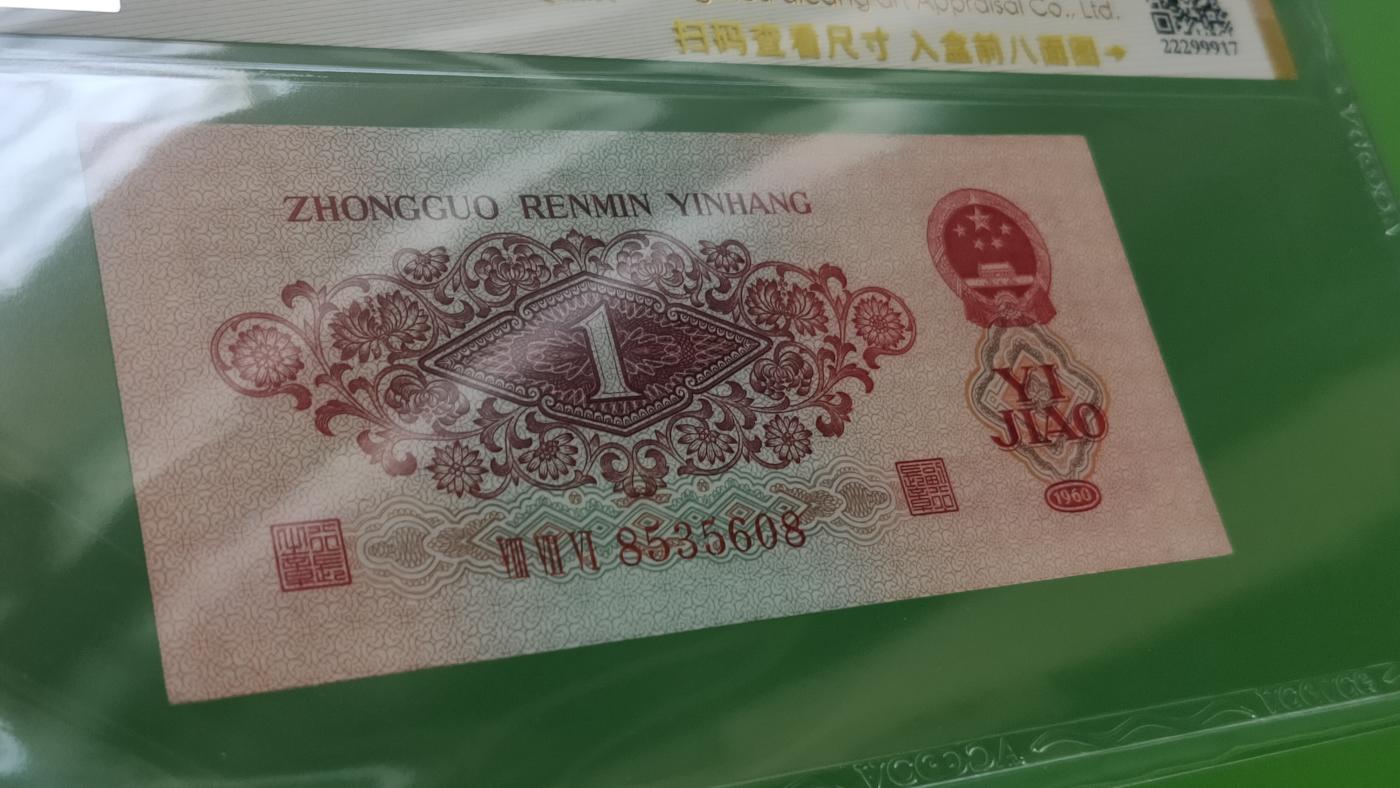 Appraisal Co., Ltd.
扫码查看尺寸 入盒前八面图
22299917
ZHONGGUO RENMIN YINHANG
1
YI
JIAO
1960
VIII VIII VI 8535608